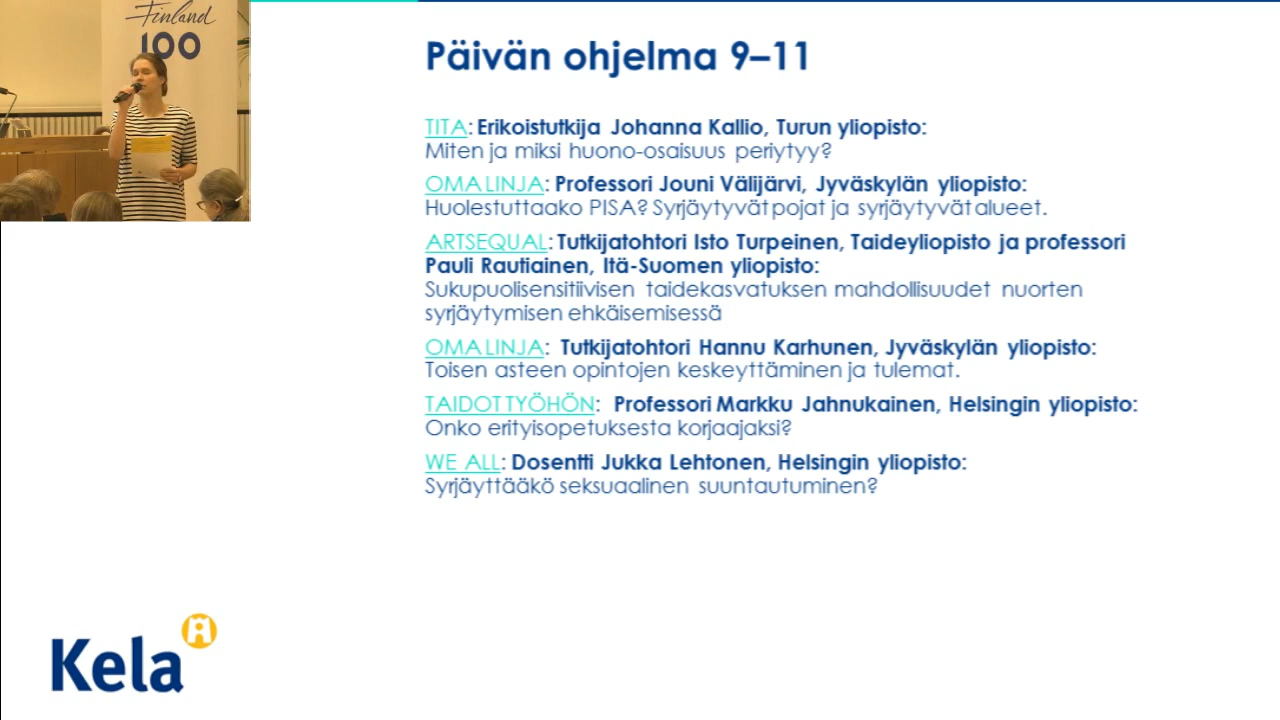 Finland
100
Päivän ohjelma 9–11
TITA: Erikoistutkija Johanna Kallio, Turun yliopisto:
Miten ja miksi huono-osaisuus periytyy?
OMA LINJA: Professori Jouni Välijärvi, Jyväskylän yliopisto:
Huolestuttaako PISA? Syrjäytyvät pojat ja syrjäytyvät alueet.
ARTSEQUAL: Tutkijatohtori Isto Turpeinen, Taideyliopisto ja professori
Pauli Rautiainen, Itä-Suomen yliopisto:
Sukupuolisensitiivisen taidekasvatuksen mahdollisuudet nuorten
syrjäytymisen ehkäisemisessä
OMA LINJA: Tutkijatohtori Hannu Karhunen, Jyväskylän yliopisto:
Toisen asteen opintojen keskeyttäminen ja tulemat.
TAIDOT TYÖHÖN: Professori Markku Jahnukainen, Helsingin yliopisto:
Onko erityisopetuksesta korjaajaksi?
WE ALL: Dosentti Jukka Lehtonen, Helsingin yliopisto:
Syrjäyttääkö seksuaalinen suuntautuminen?
Kela